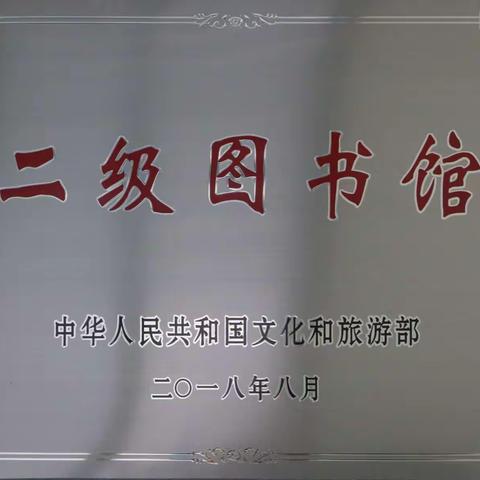 二级图书馆
中华人民共和国文化和旅游部
二〇一八年八月